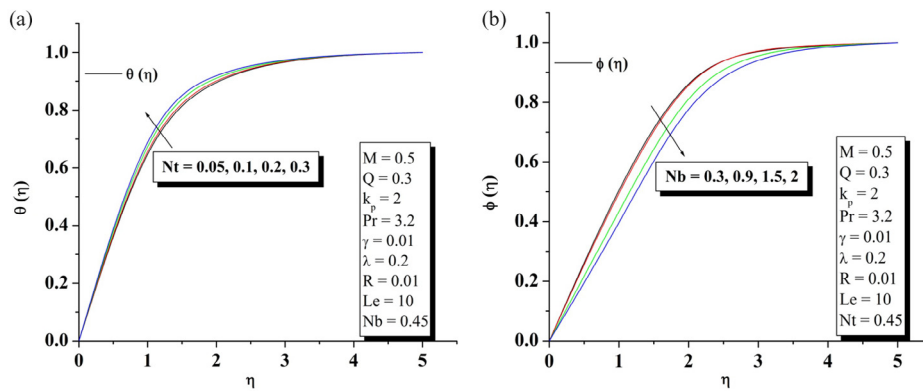 (a)
θ (η)
Nt = 0.05, 0.1, 0.2, 0.3
M = 0.5
Q = 0.3
kp = 2
Pr = 3.2
γ = 0.01
λ = 0.2
R = 0.01
Le = 10
Nb = 0.45
1.0
0.8
0.6
0.4
0.2
0.0
θ (η)
0 1 2 3 4 5
η
(b)
ϕ (η)
Nb = 0.3, 0.9, 1.5, 2
M = 0.5
Q = 0.3
kp = 2
Pr = 3.2
γ = 0.01
λ = 0.2
R = 0.01
Le = 10
Nt = 0.45
1.0
0.8
0.6
0.4
0.2
0.0
ϕ (η)
0 1 2 3 4 5
η